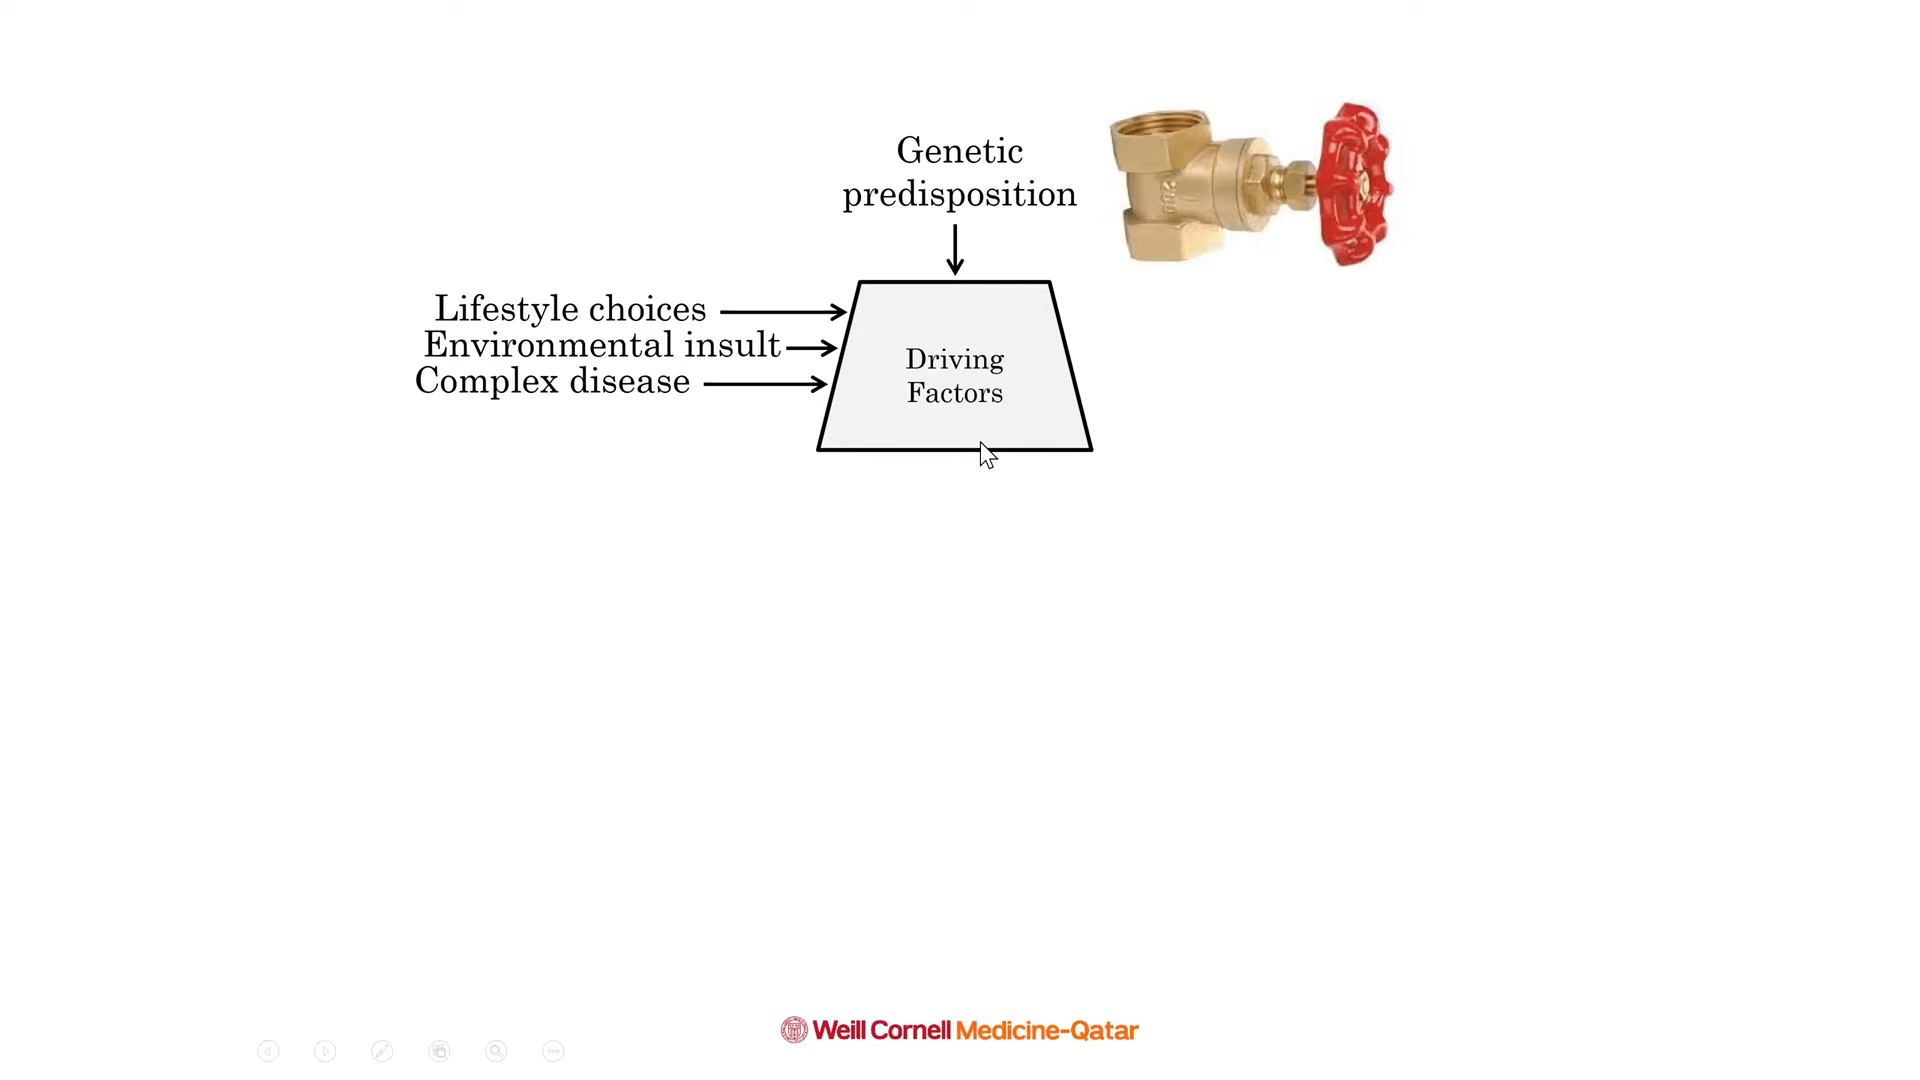 Genetic
predisposition
Lifestyle choices
Environmental insult
Complex disease
Driving
Factors
Weill Cornell Medicine-Qatar